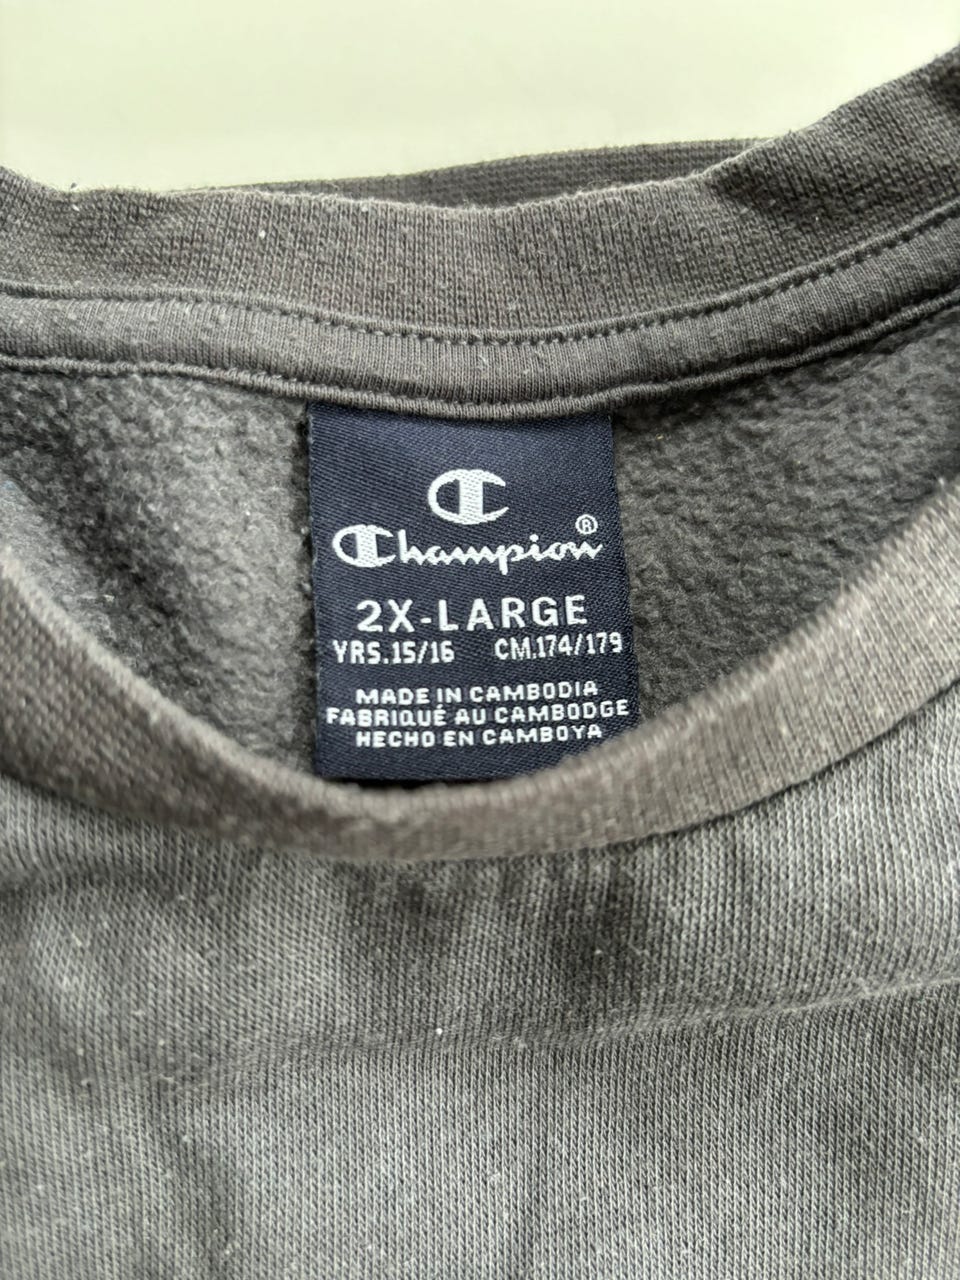 Champion®
2X-LARGE
YRS.15/16 CM.174/179
MADE IN CAMBODIA
FABRIQUÉ AU CAMBODGE
HECHO EN CAMBOYA